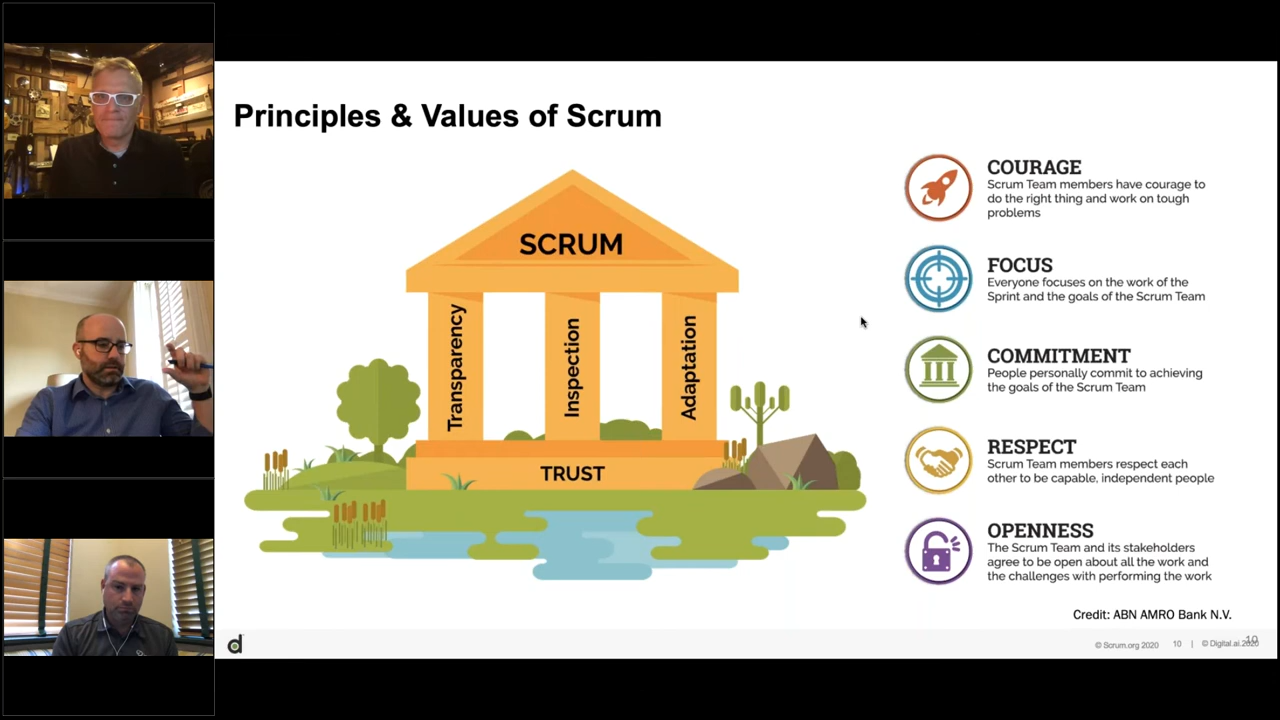 Principles & Values of Scrum
SCRUM
Transparency
Inspection
Adaptation
TRUST
COURAGE
Scrum Team members have courage to
do the right thing and work on tough
problems
FOCUS
Everyone focuses on the work of the
Sprint and the goals of the Scrum Team
COMMITMENT
People personally commit to achieving
the goals of the Scrum Team
RESPECT
Scrum Team members respect each
other to be capable, independent people
OPENNESS
The Scrum Team and its stakeholders
agree to be open about all the work and
the challenges with performing the work
Credit: ABN AMRO Bank N.V.
d
© Scrum.org 2020 10 | © Digital.ai.2020
10